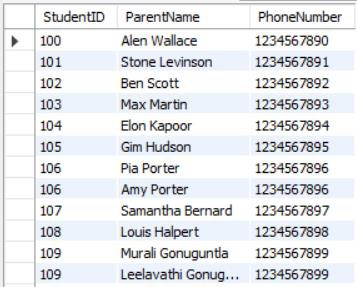 StudentID ParentName PhoneNumber
100 Alen Wallace 1234567890
101 Stone Levinson 1234567891
102 Ben Scott 1234567892
103 Max Martin 1234567893
104 Elon Kapoor 1234567894
105 Gim Hudson 1234567895
106 Pia Porter 1234567896
106 Amy Porter 1234567896
107 Samantha Bernard 1234567897
108 Louis Halpert 1234567898
109 Murali Gonuguntla 1234567899
109 Leelavathi Gonug... 1234567899